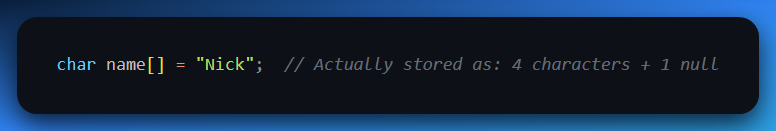 char name[] = "Nick";  // Actually stored as: 4 characters + 1 null